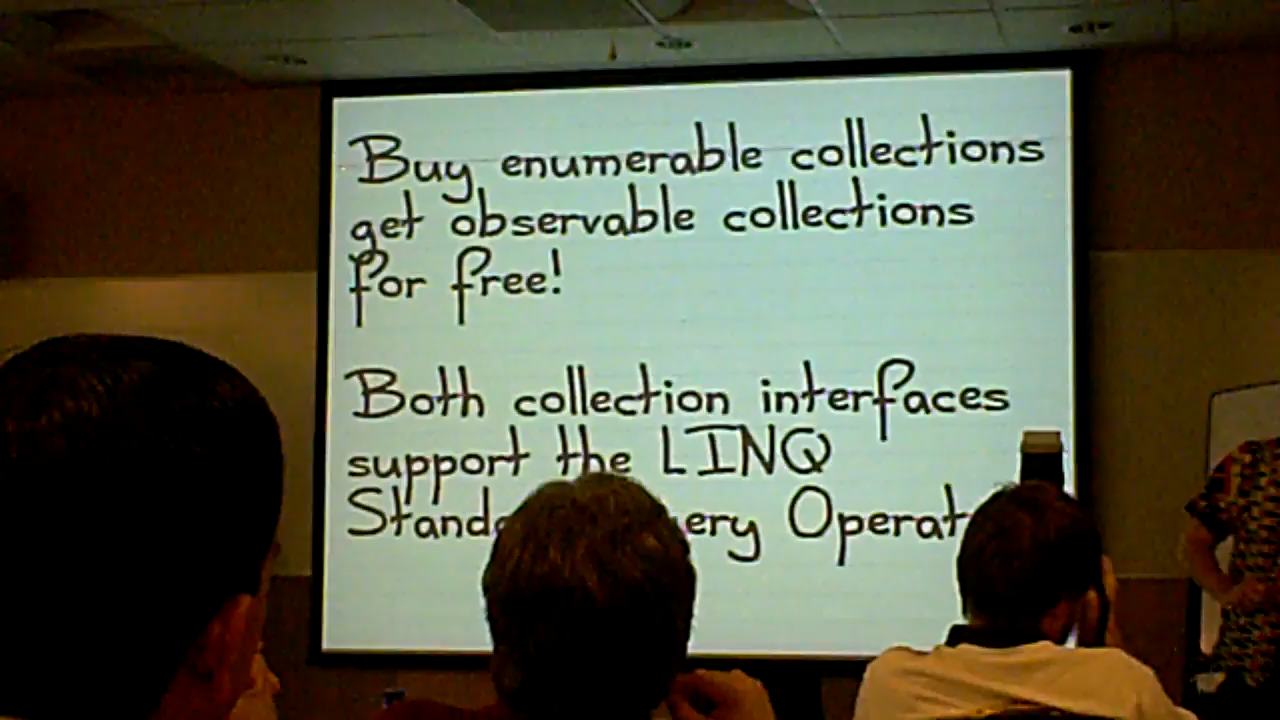 Buy enumerable collections
get observable collections
for free!
Both collection interfaces
support the LINQ
Stand ery Operat